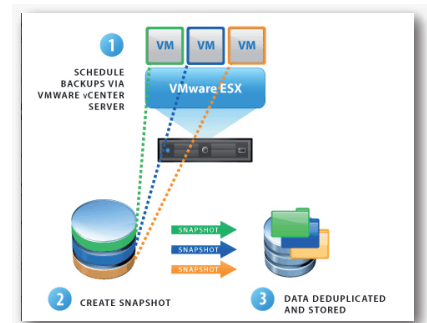 1
VM VM VM
SCHEDULE
BACKUPS VIA
VMWARE vCENTER
SERVER
VMware ESX
SNAPSHOT
SNAPSHOT
SNAPSHOT
2 CREATE SNAPSHOT
3 DATA DEDUPLICATED
AND STORED